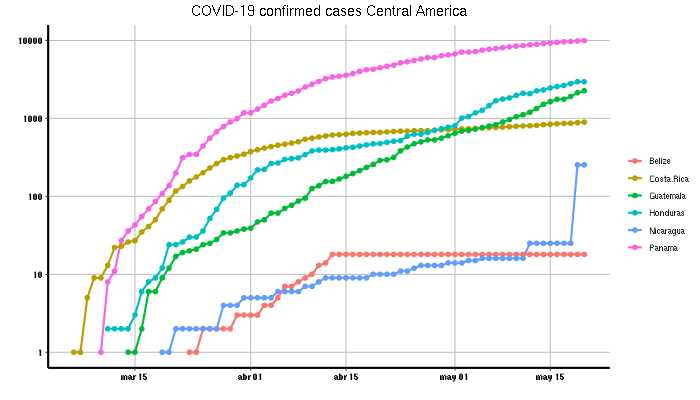 COVID-19 confirmed cases Central America
10000
1000
100
10
1
mar 15
abr 01
abr 15
may 01
may 15
Belize
Costa.Rica
Guatemala
Honduras
Nicaragua
Panama